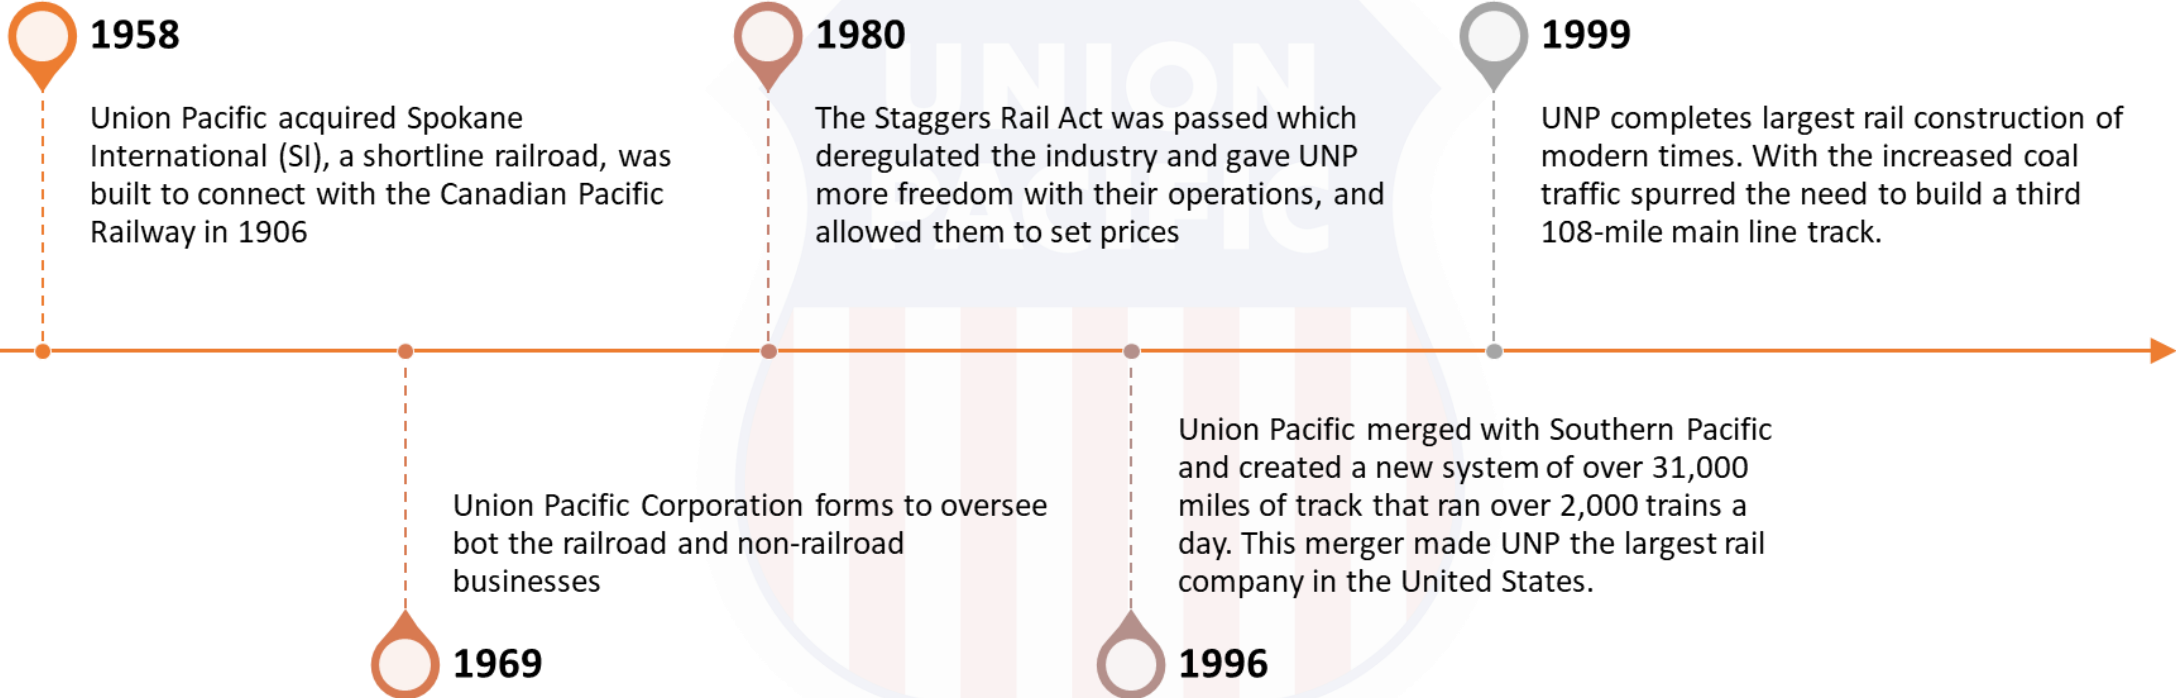 1958
Union Pacific acquired Spokane
International (SI), a shortline railroad, was
built to connect with the Canadian Pacific
Railway in 1906
1980
The Staggers Rail Act was passed which
deregulated the industry and gave UNP
more freedom with their operations, and
allowed them to set prices
1999
UNP completes largest rail construction of
modern times. With the increased coal
traffic spurred the need to build a third
108-mile main line track.
UNION
PACIFIC
Union Pacific Corporation forms to oversee
bot the railroad and non-railroad
businesses
1969
Union Pacific merged with Southern Pacific
and created a new system of over 31,000
miles of track that ran over 2,000 trains a
day. This merger made UNP the largest rail
company in the United States.
1996